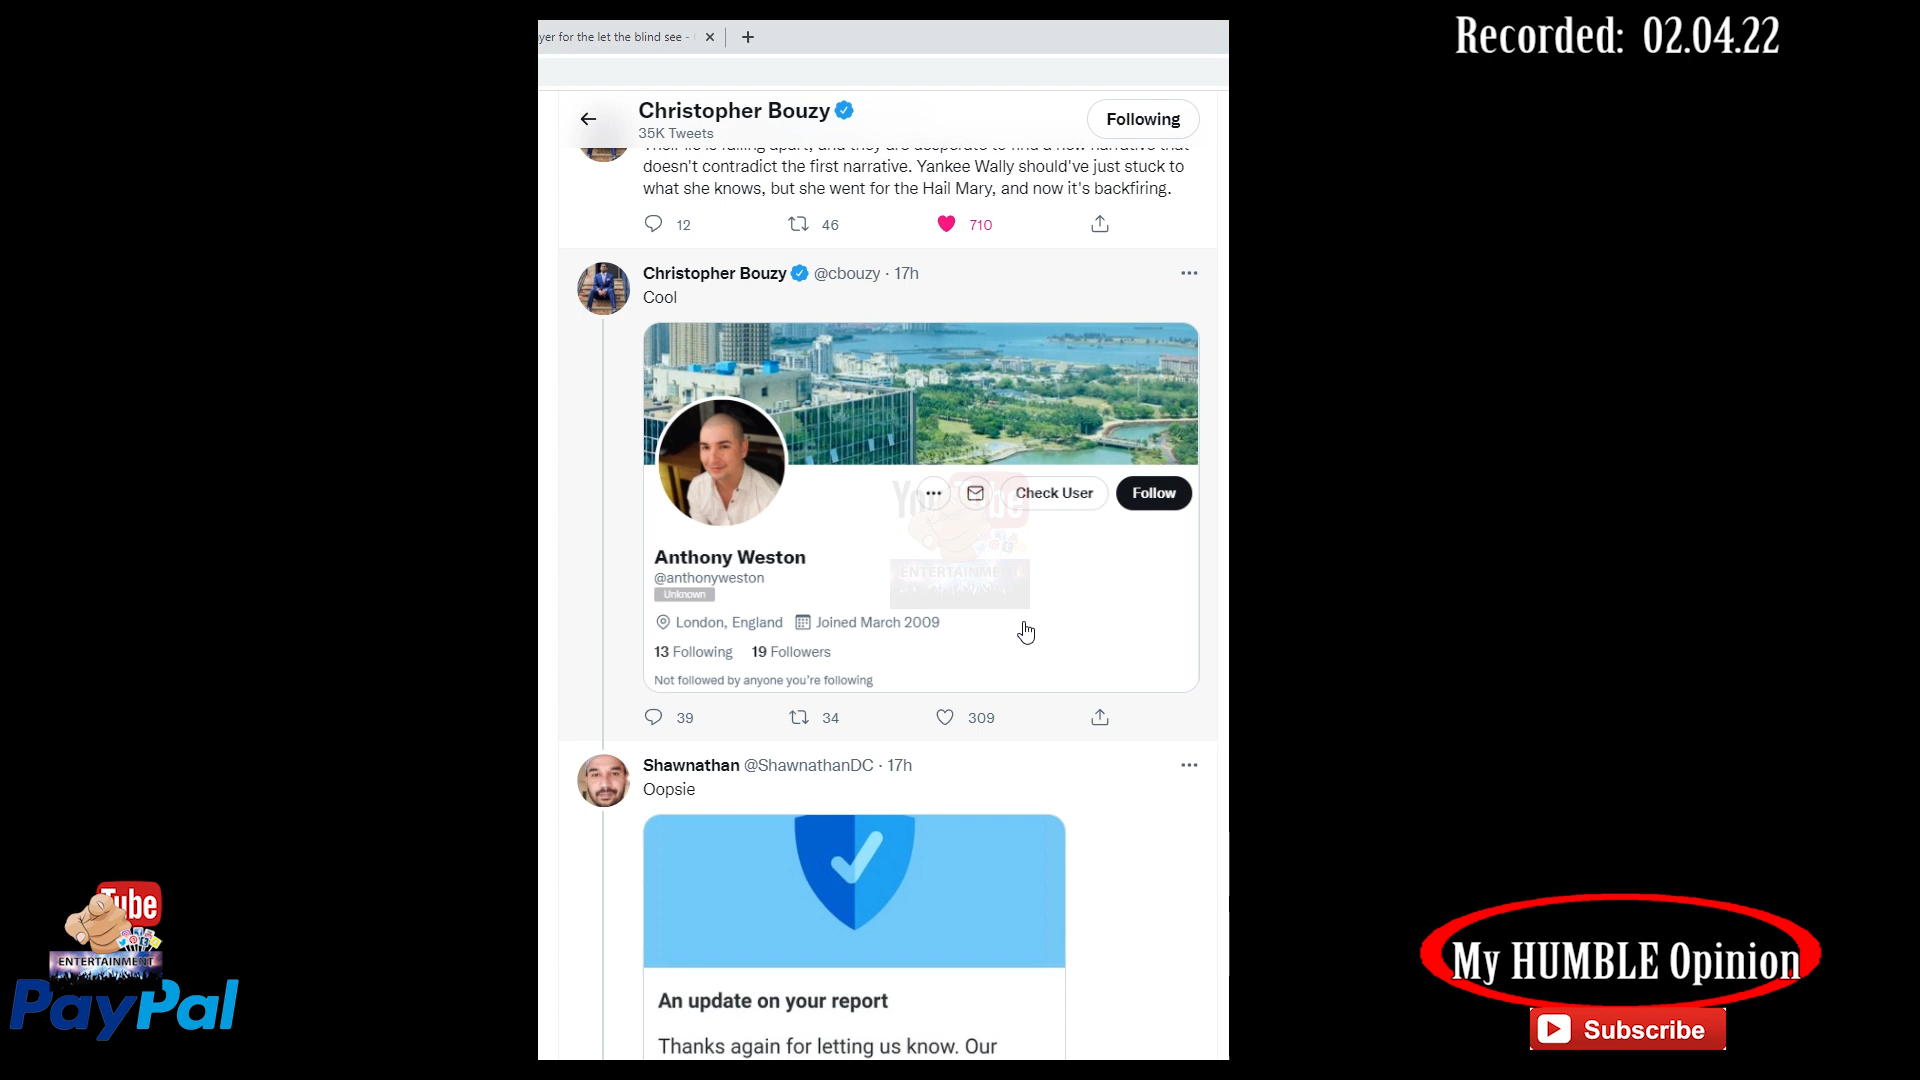 Recorded: 02.04.22
yer for the let the blind see -
Christopher Bouzy
35K Tweets
Following
doesn't contradict the first narrative. Yankee Wally should've just stuck to
what she knows, but she went for the Hail Mary, and now it's backfiring.
12 46 710
Christopher Bouzy @cbouzy · 17h
Cool
Check User
Follow
Anthony Weston
@anthonyweston
Unknown
London, England Joined March 2009
13 Following 19 Followers
Not followed by anyone you're following
ENTERTAINMENT
39 34 309
Shawnathan @ShawnathanDC · 17h
Oopsie
An update on your report
Thanks again for letting us know. Our
Tube
ENTERTAINMENT
PayPal
My HUMBLE Opinion
Subscribe